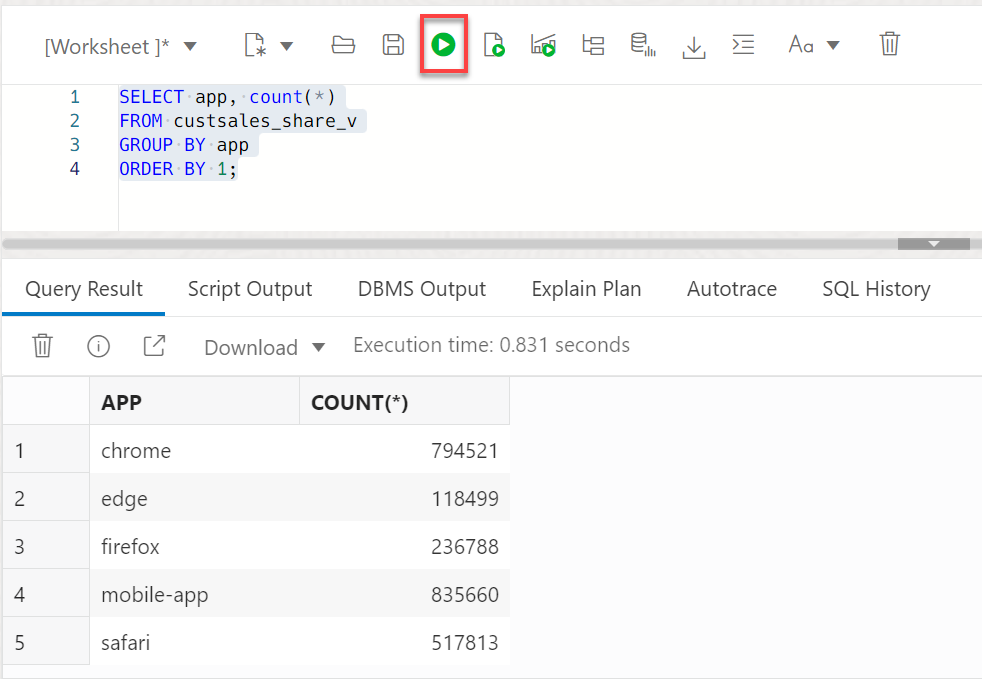 [Worksheet ]*
Aa
1 SELECT app, count(*)
2 FROM custsales_share_v
3 GROUP BY app
4 ORDER BY 1;
Query Result Script Output DBMS Output Explain Plan Autotrace SQL History
Download Execution time: 0.831 seconds
APP COUNT(*)
1 chrome 794521
2 edge 118499
3 firefox 236788
4 mobile-app 835660
5 safari 517813